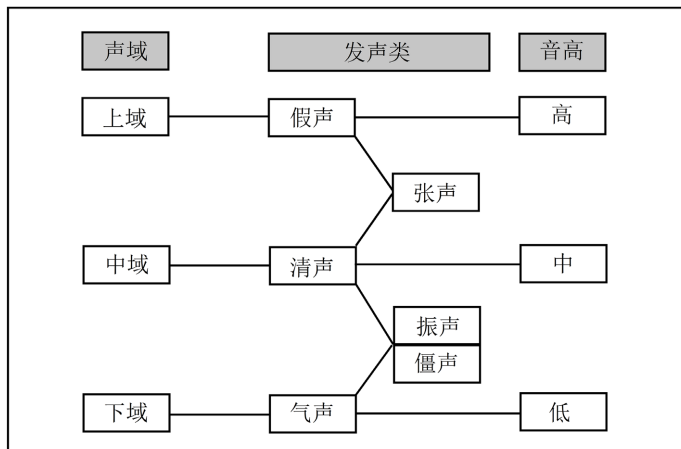 声域 发声类 音高
上域 假声 高
张声
中域 清声 中
振声
僵声
下域 气声 低